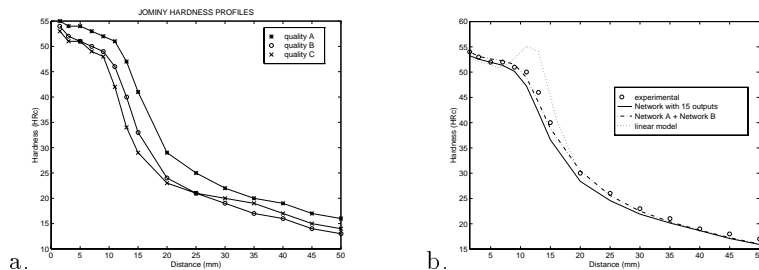 JOMINY HARDNESS PROFILES
55
50
45
40
35
30
25
20
15
10
Hardness (HRc)
quality A
quality B
quality C
0 5 10 15 20 25 30 35 40 45 50
Distance (mm)
a.
60
55
50
45
40
35
30
25
20
15
Hardness (HRc)
experimental
Network with 15 outputs
Network A + Network B
linear model
5 10 15 20 25 30 35 40 45 50
Distance (mm)
b.